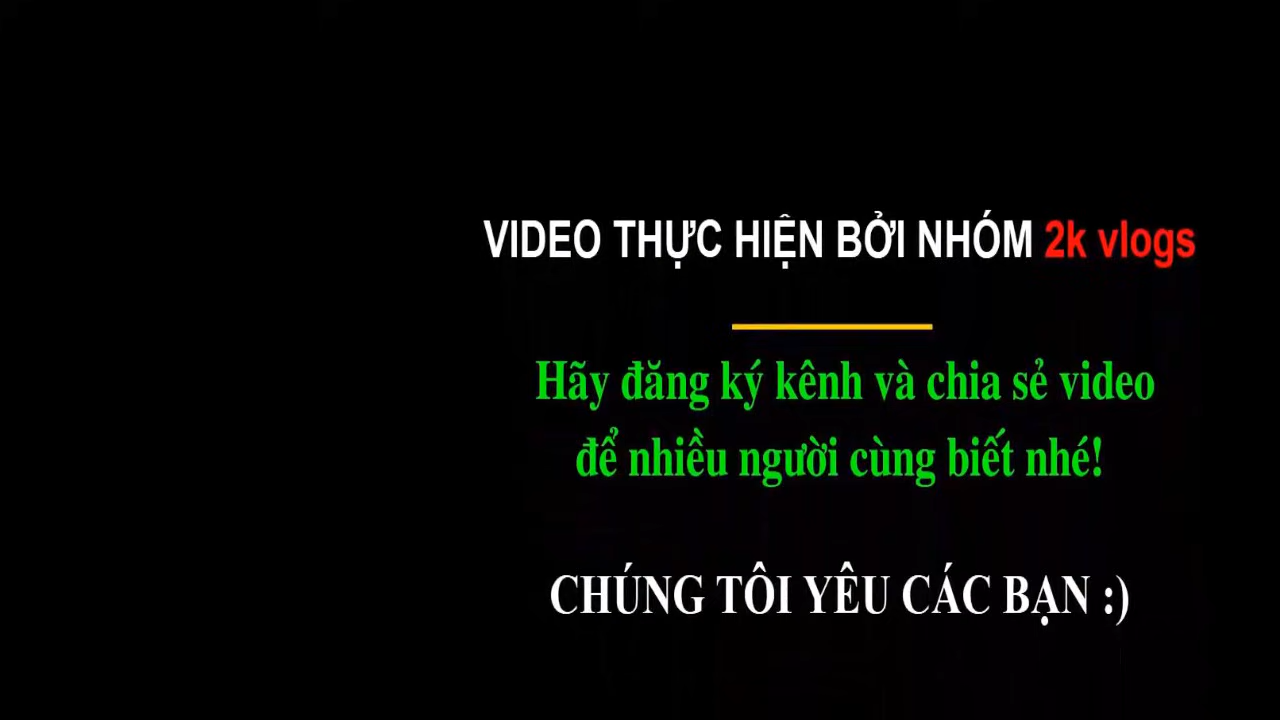 VIDEO THỰC HIỆN BỞI NHÓM 2k vlogs
Hãy đăng ký kênh và chia sẻ video
để nhiều người cùng biết nhé!
CHÚNG TÔI YÊU CÁC BẠN :)